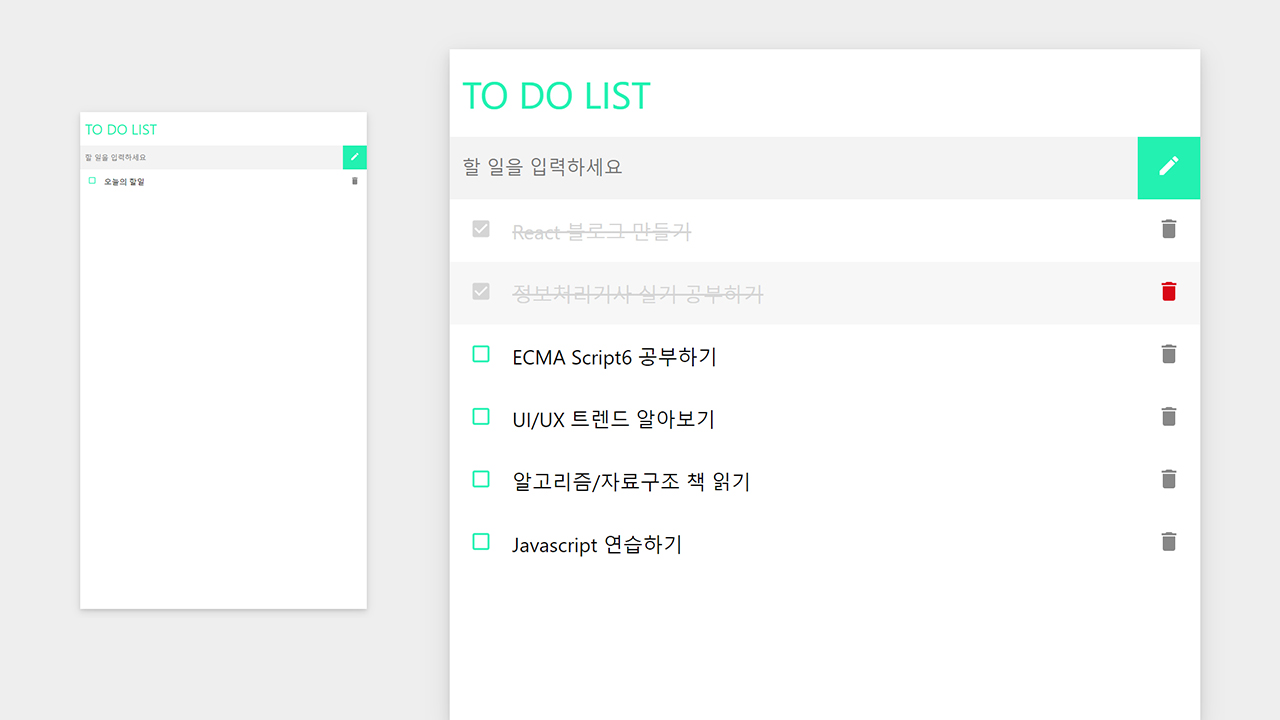 TO DO LIST
할 일을 입력하세요
오늘의 할일
TO DO LIST
할 일을 입력하세요
React 블로그 만들기
정보처리기사 실기 공부하기
ECMA Script6 공부하기
UI/UX 트렌드 알아보기
알고리즘/자료구조 책 읽기
Javascript 연습하기